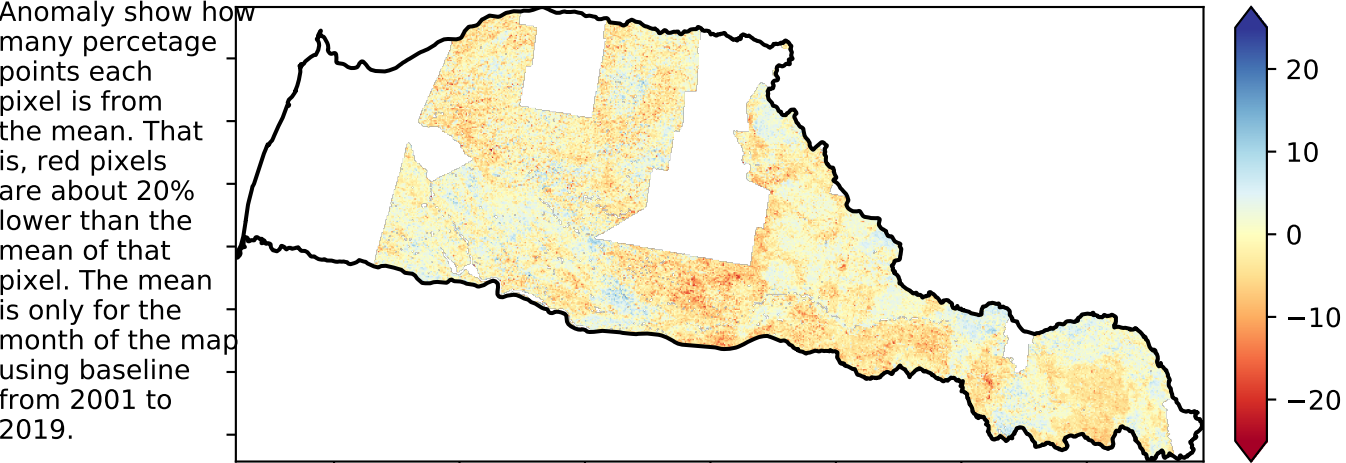 Anomaly show how
many percetage
points each
pixel is from
the mean. That
is, red pixels
are about 20%
lower than the
mean of that
pixel. The mean
is only for the
month of the map
using baseline
from 2001 to
2019.
20
10
0
−10
−20